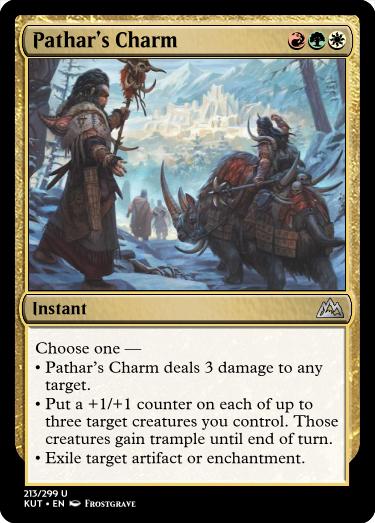 Pathar's Charm
Instant
Choose one —
• Pathar's Charm deals 3 damage to any
target.
• Put a +1/+1 counter on each of up to
three target creatures you control. Those
creatures gain trample until end of turn.
• Exile target artifact or enchantment.
213/299 U
KUT • EN Frostgrave